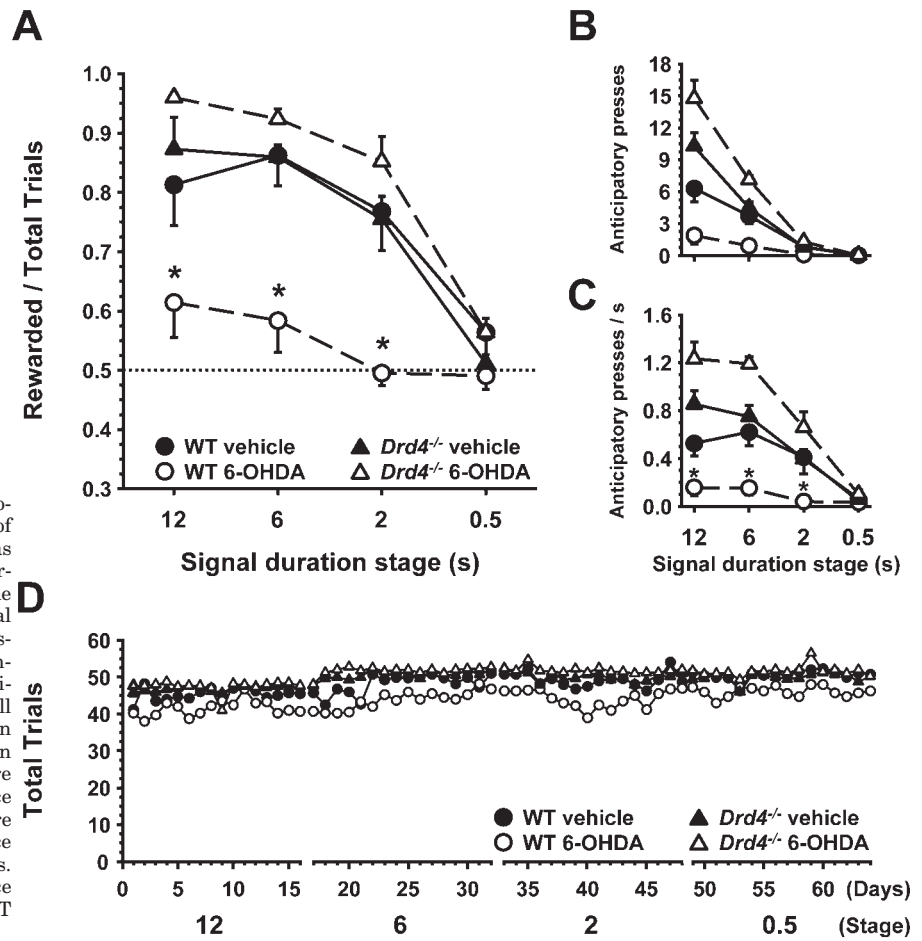 A
Rewarded / Total Trials
1.0
0.9
0.8
0.7
0.6
0.5
0.4
0.3
*
*
*
WT vehicle
Drd4-/- vehicle
WT 6-OHDA
Drd4-/- 6-OHDA
12 6 2 0.5
Signal duration stage (s)
B
Anticipatory presses
18
15
12
9
6
3
0
C
Anticipatory presses / s
1.6
1.2
0.8
0.4
0.0
* * *
12 6 2 0.5
Signal duration stage (s)
D
Total Trials
60
50
40
30
20
10
0
WT vehicle
Drd4-/- vehicle
WT 6-OHDA
Drd4-/- 6-OHDA
0 5 10 15 20 25 30 35 40 45 50 55 60 (Days)
12 6 2 0.5 (Stage)